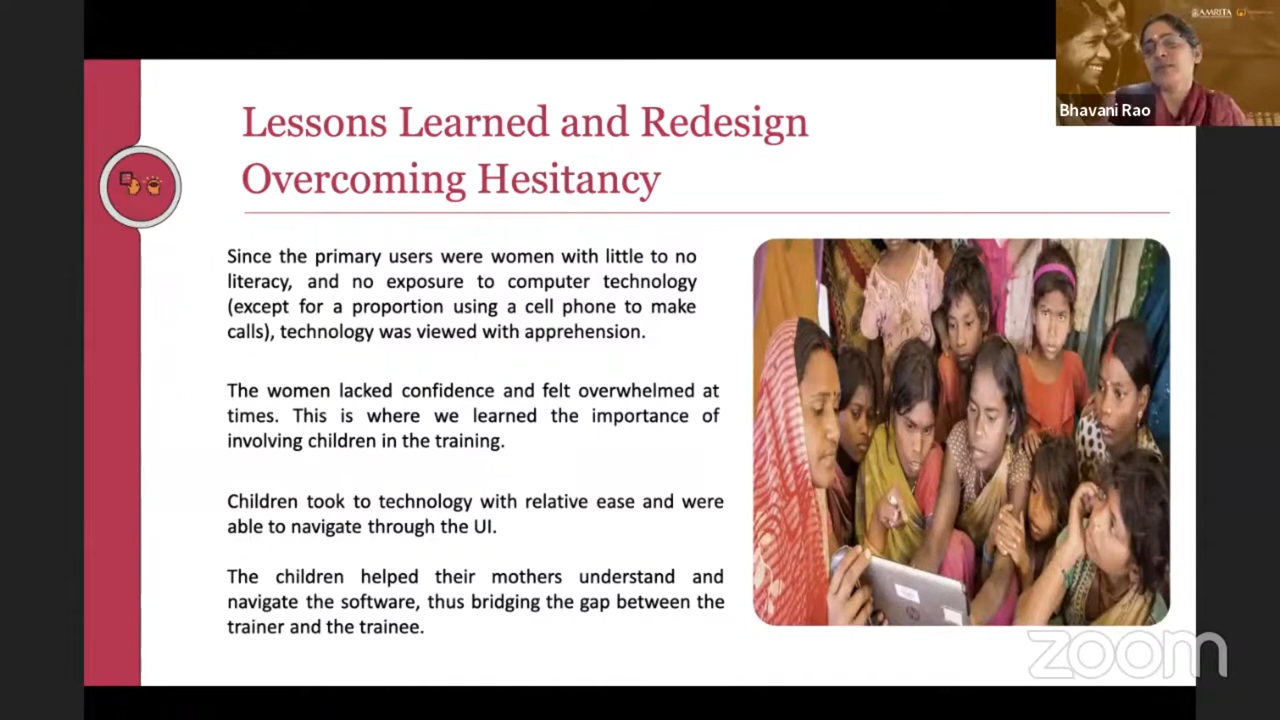 AMRITA
Bhavani Rao
Lessons Learned and Redesign
Overcoming Hesitancy
Since the primary users were women with little to no
literacy, and no exposure to computer technology
(except for a proportion using a cell phone to make
calls), technology was viewed with apprehension.
The women lacked confidence and felt overwhelmed at
times. This is where we learned the importance of
involving children in the training.
Children took to technology with relative ease and were
able to navigate through the UI.
The children helped their mothers understand and
navigate the software, thus bridging the gap between the
trainer and the trainee.
zoom